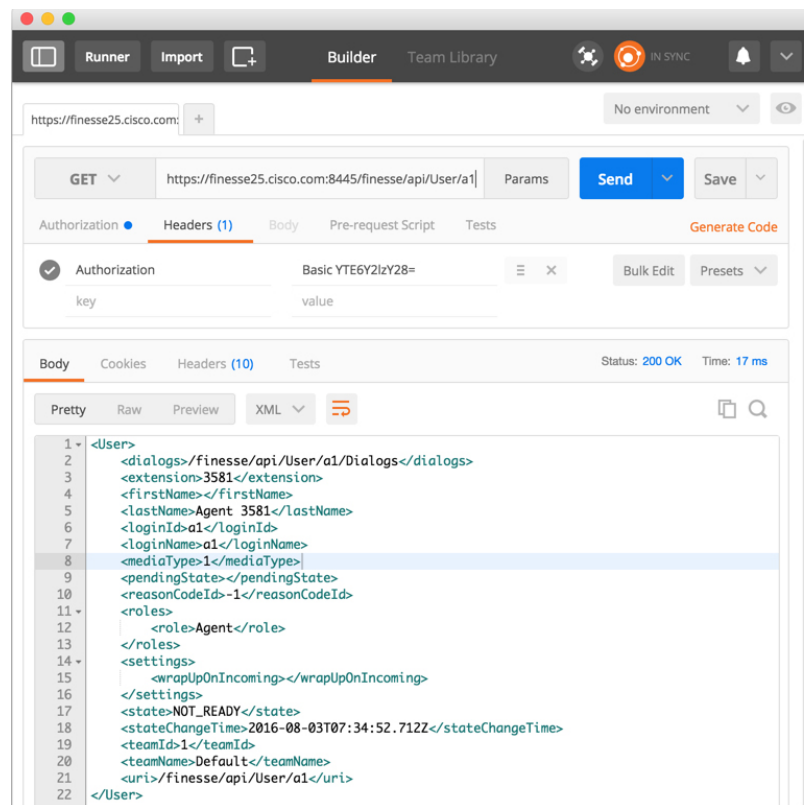 Runner Import Builder Team Library IN SYNC
https://finesse25.cisco.com: + No environment
GET https://finesse25.cisco.com:8445/finesse/api/User/a1 Params Send Save
Authorization Headers (1) Body Pre-request Script Tests Generate Code
Authorization Basic YTE6Y2lzY28= Bulk Edit Presets
key value
Body Cookies Headers (10) Tests Status: 200 OK Time: 17 ms
Pretty Raw Preview XML
1 <User>
2 <dialogs>/finesse/api/User/a1/Dialogs</dialogs>
3 <extension>3581</extension>
4 <firstName></firstName>
5 <lastName>Agent 3581</lastName>
6 <loginId>a1</loginId>
7 <loginName>a1</loginName>
8 <mediaType>1</mediaType>
9 <pendingState></pendingState>
10 <reasonCodeId>-1</reasonCodeId>
11 <roles>
12 <role>Agent</role>
13 </roles>
14 <settings>
15 <wrapUpOnIncoming></wrapUpOnIncoming>
16 </settings>
17 <state>NOT_READY</state>
18 <stateChangeTime>2016-08-03T07:34:52.712Z</stateChangeTime>
19 <teamId>1</teamId>
20 <teamName>Default</teamName>
21 <uri>/finesse/api/User/a1</uri>
22 </User>